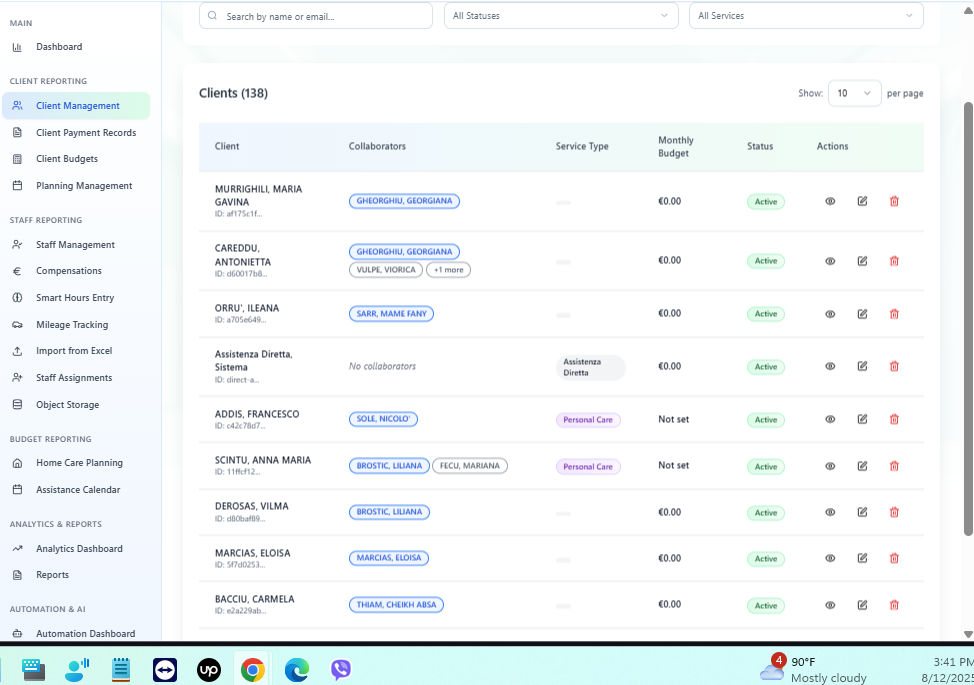 MAIN
Dashboard
CLIENT REPORTING
Client Management
Client Payment Records
Client Budgets
Planning Management
STAFF REPORTING
Staff Management
Compensations
Smart Hours Entry
Mileage Tracking
Import from Excel
Staff Assignments
Object Storage
BUDGET REPORTING
Home Care Planning
Assistance Calendar
ANALYTICS & REPORTS
Analytics Dashboard
Reports
AUTOMATION & AI
Automation Dashboard
Search by name or email...
All Statuses
All Services
Clients (138)
Show: 10 per page
Client Collaborators Service Type Monthly Budget Status Actions
MURRIGHILI, MARIA GAVINA
ID: af175c1f...
GHEORGHIU, GEORGIANA
€0.00
Active
CAREDDU, ANTONIETTA
ID: d60017b8...
GHEORGHIU, GEORGIANA
VULPE, VIORICA +1 more
€0.00
Active
ORRU', ILEANA
ID: a705e649...
SARR, MAME FANY
€0.00
Active
Assistenza Diretta, Sistema
ID: direct-a...
No collaborators
Assistenza Diretta
€0.00
Active
ADDIS, FRANCESCO
ID: c42c78d7...
SOLE, NICOLO'
Personal Care
Not set
Active
SCINTU, ANNA MARIA
ID: 11ffcf12...
BROSTIC, LILIANA FECU, MARIANA
Personal Care
Not set
Active
DEROSAS, VILMA
ID: d80baf89...
BROSTIC, LILIANA
€0.00
Active
MARCIAS, ELOISA
ID: 5f7d0253...
MARCIAS, ELOISA
€0.00
Active
BACCIU, CARMELA
ID: e2a229ab...
THIAM, CHEIKH ABSA
€0.00
Active
up
4
90°F
Mostly cloudy
3:41 PM
8/12/2025